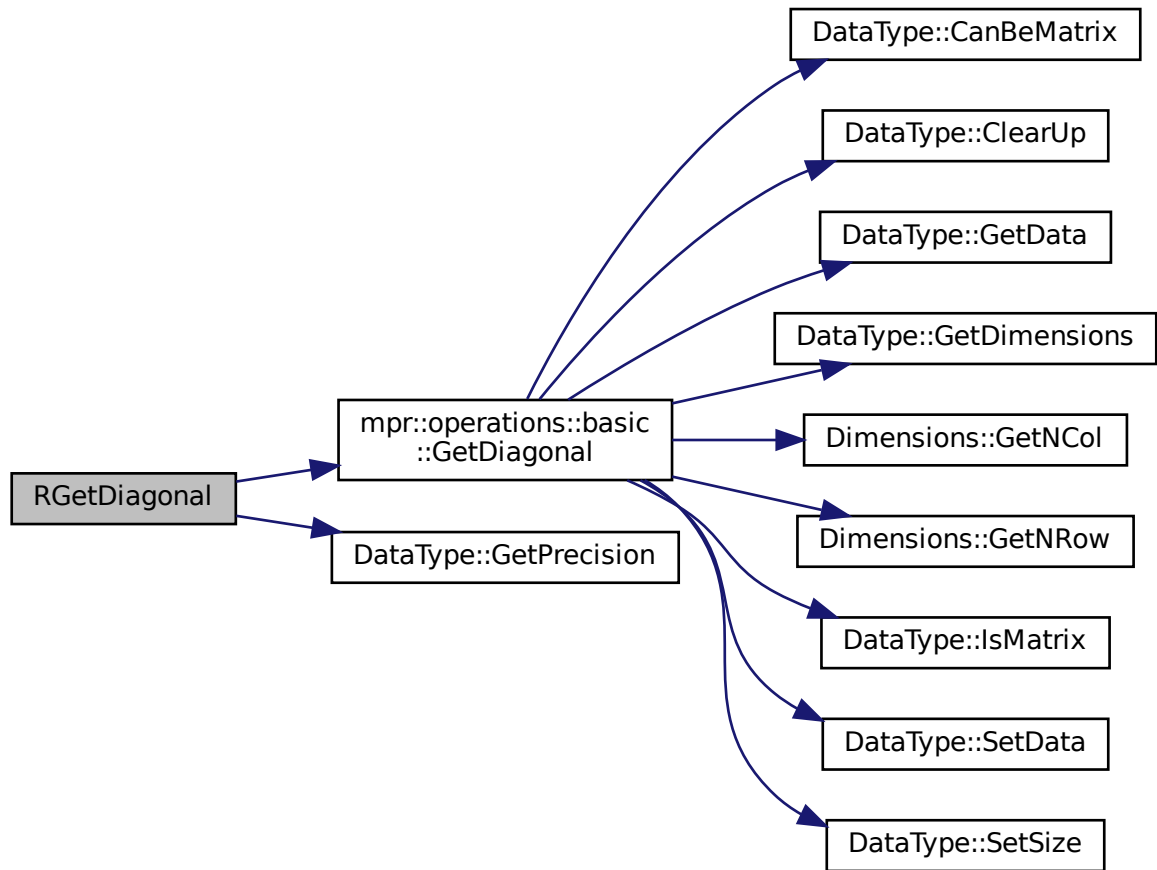 DataType::CanBeMatrix
DataType::ClearUp
DataType::GetData
DataType::GetDimensions
mpr::operations::basic
::GetDiagonal
Dimensions::GetNCol
RGetDiagonal
Dimensions::GetNRow
DataType::GetPrecision
DataType::IsMatrix
DataType::SetData
DataType::SetSize